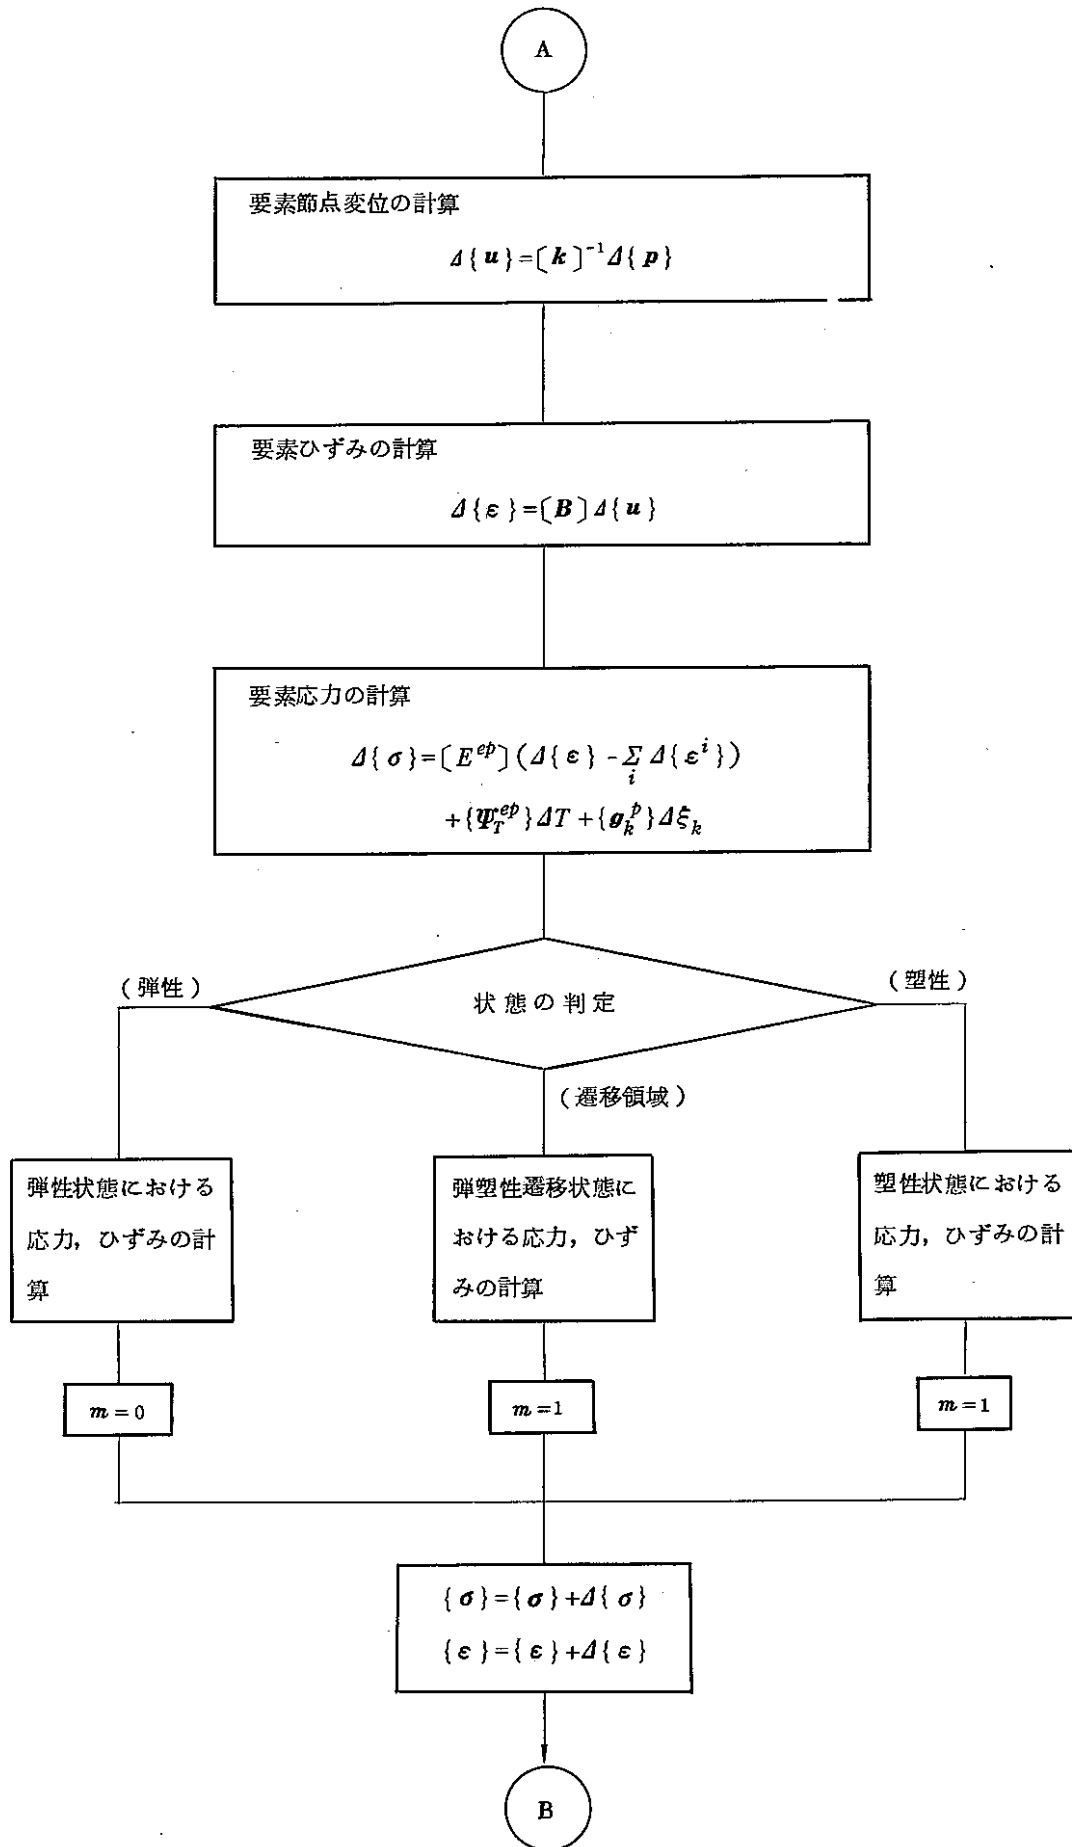 A
要素節点変位の計算
Δ{u}=[k]⁻¹Δ{p}
要素ひずみの計算
Δ{ε}=[B]Δ{u}
要素応力の計算
Δ{σ}=[E^{ep}](Δ{ε}-Σ_i Δ{ε^i})
+{Ψ_T^{ep}}ΔT+{g_k^p}Δξ_k
(弾性)
状態の判定
(塑性)
(遷移領域)
弾性状態における
応力,ひずみの計
算
弾塑性遷移状態に
おける応力,ひず
みの計算
塑性状態における
応力,ひずみの計
算
m=0
m=1
m=1
{σ}={σ}+Δ{σ}
{ε}={ε}+Δ{ε}
B